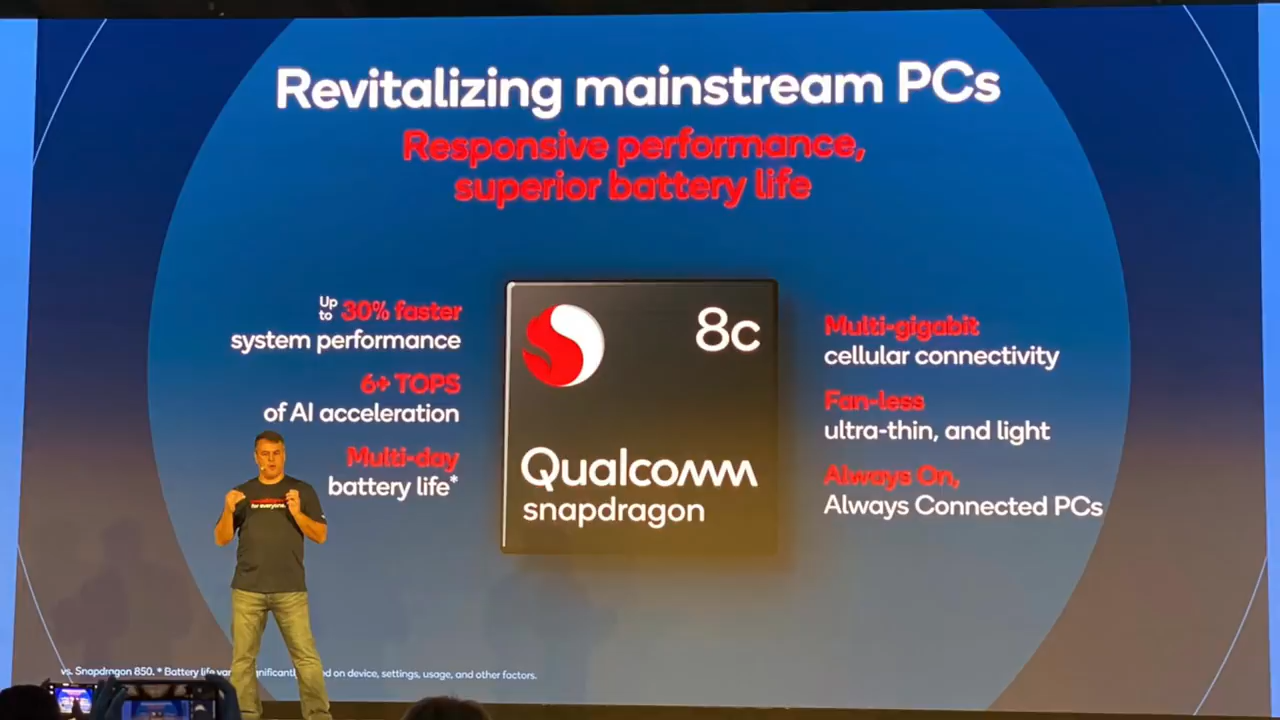 Revitalizing mainstream PCs
Responsive performance,
superior battery life
Up to 30% faster
system performance
6+ TOPS
of AI acceleration
Multi-day
battery life*
8c
Qualcomm
snapdragon
Multi-gigabit
cellular connectivity
Fan-less
ultra-thin, and light
Always On,
Always Connected PCs
for everyone.
vs. Snapdragon 850. * Battery life on device, settings, usage, and other factors.